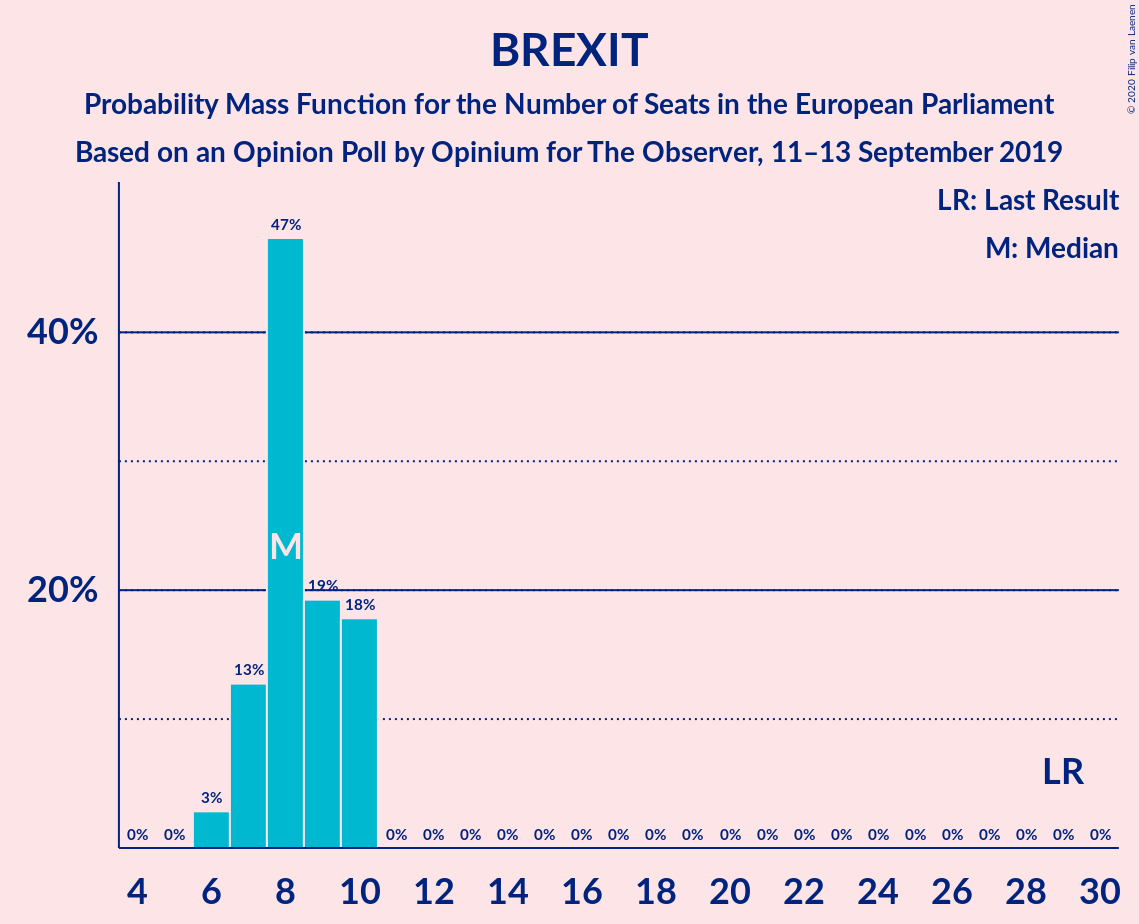 BREXIT
Probability Mass Function for the Number of Seats in the European Parliament
Based on an Opinion Poll by Opinium for The Observer, 11–13 September 2019
© 2020 Filip van Laenen
LR: Last Result
M: Median
47%
40%
M
20%
19%
18%
13%
LR
3%
0% 0% 0% 0% 0% 0% 0% 0% 0% 0% 0% 0% 0% 0% 0% 0% 0% 0% 0% 0% 0% 0%
4 6 8 10 12 14 16 18 20 22 24 26 28 30